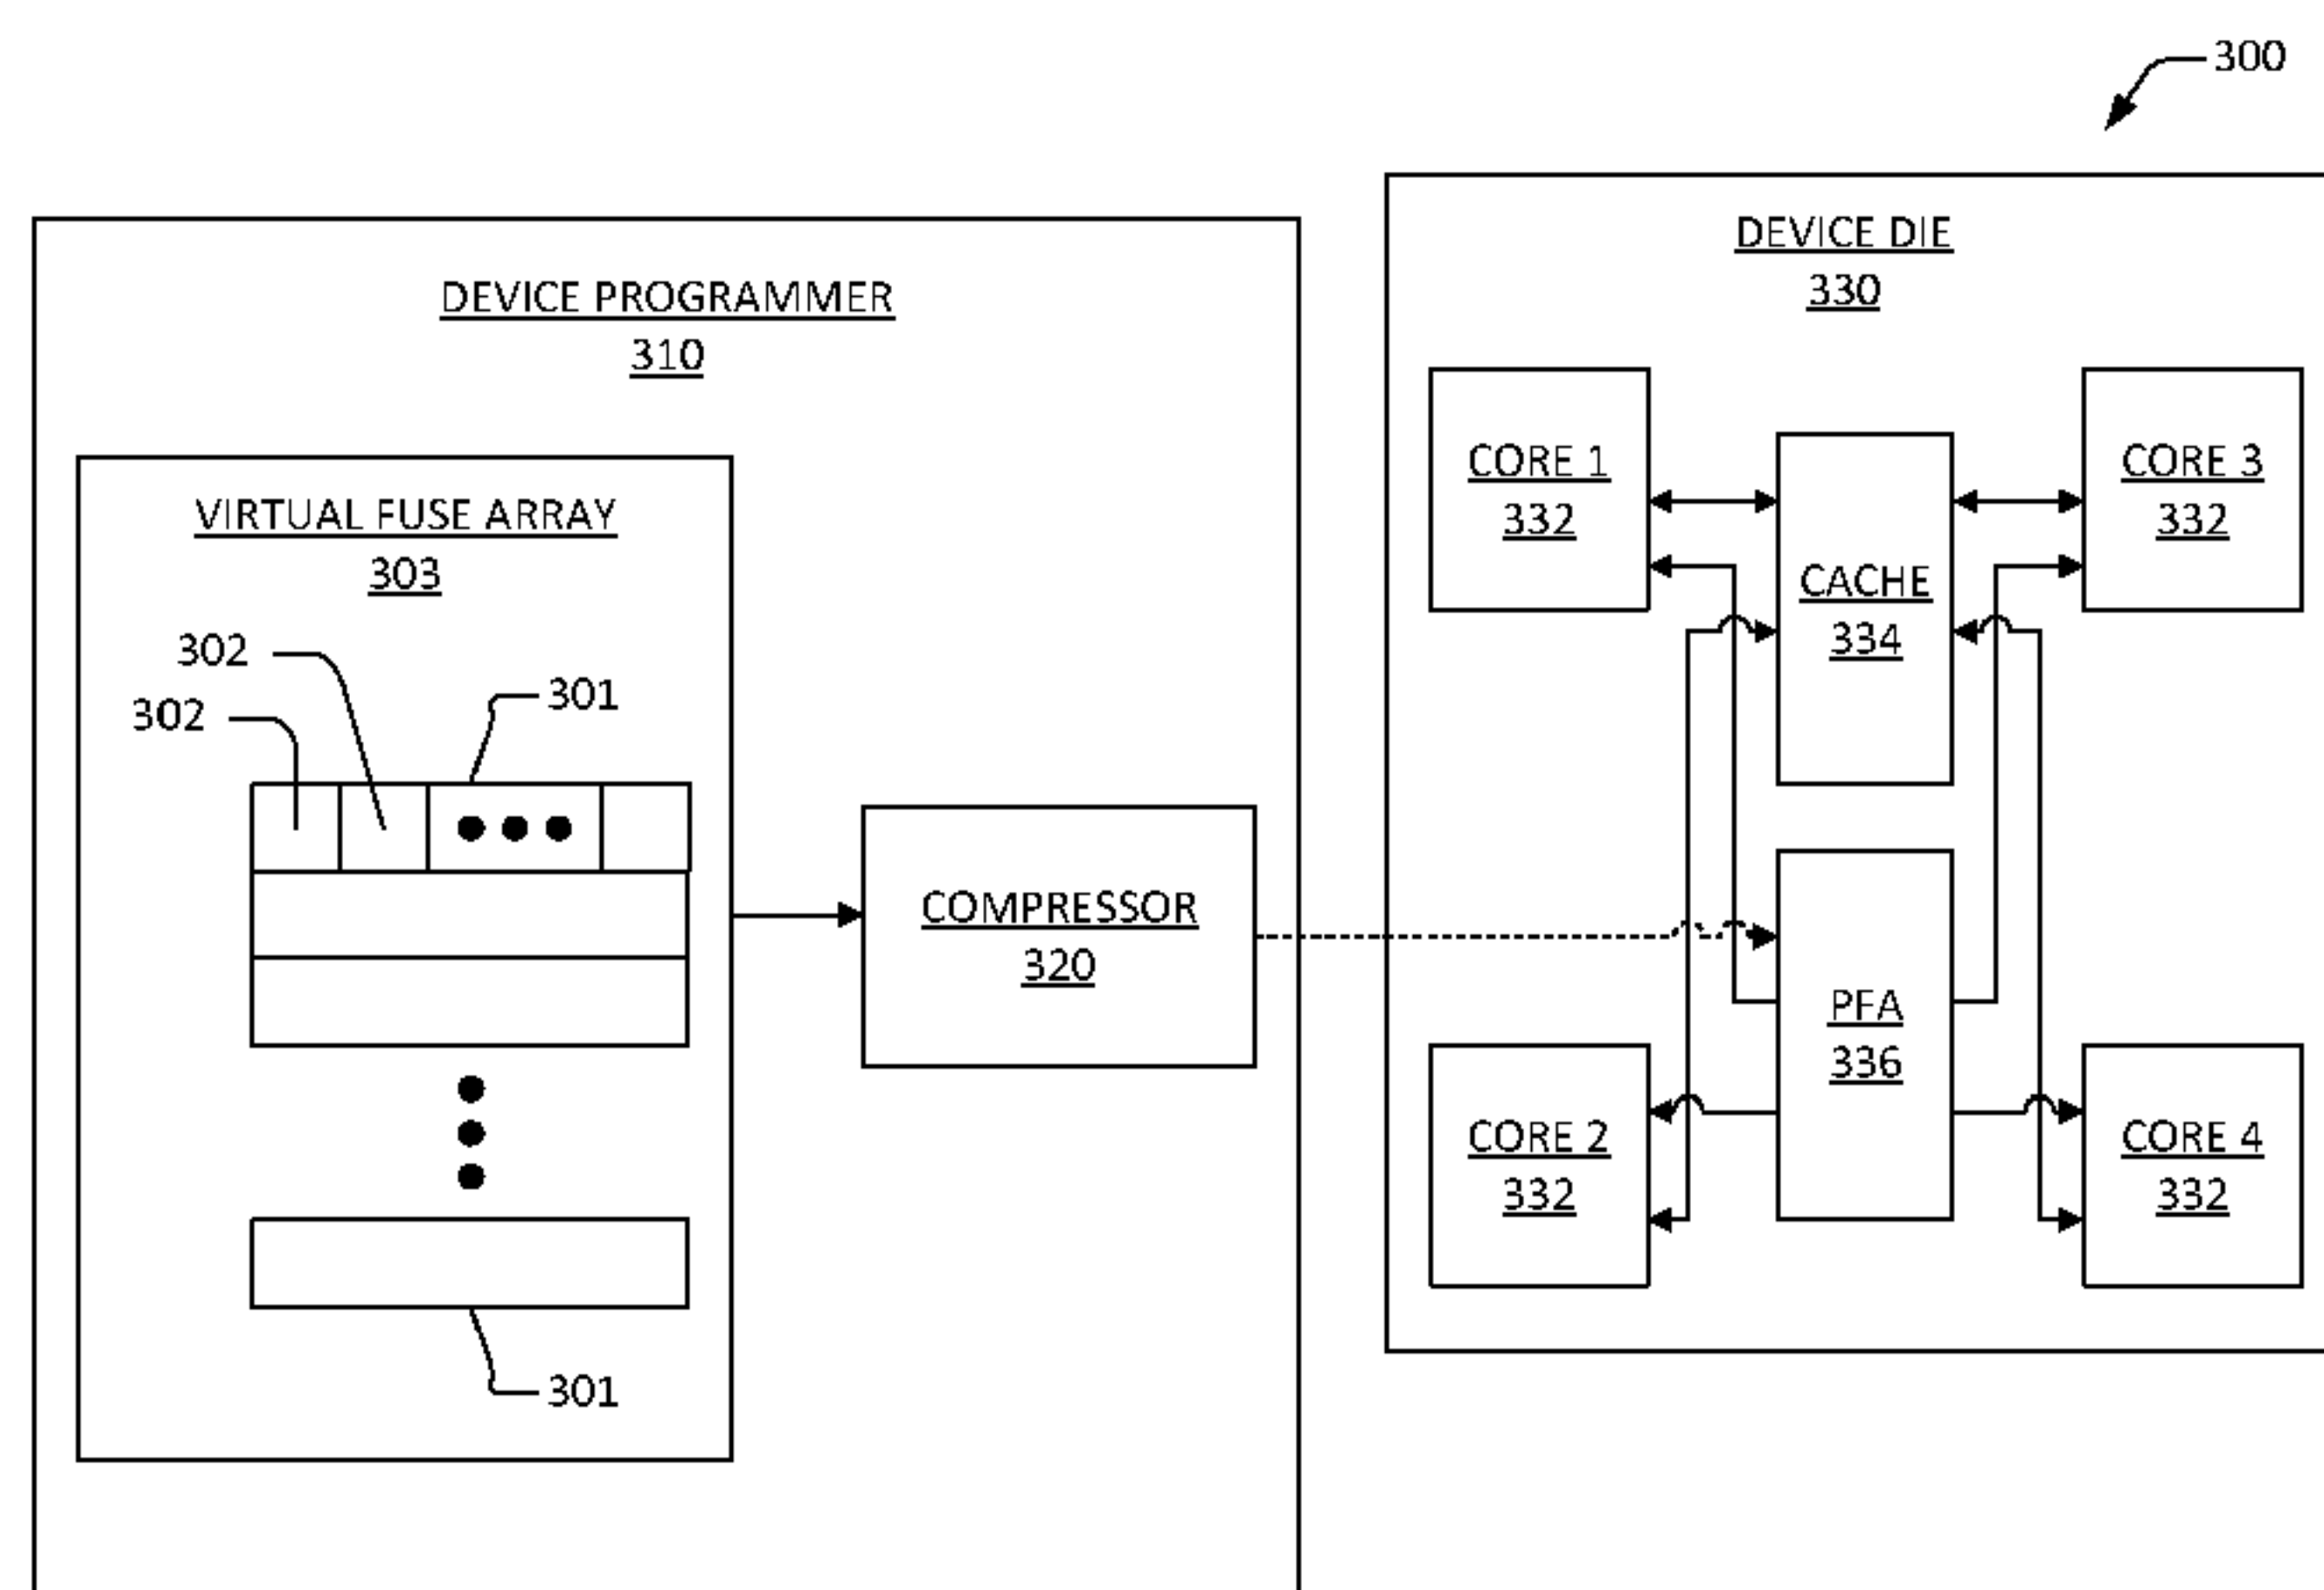 300
DEVICE PROGRAMMER
310
VIRTUAL FUSE ARRAY
303
302
302
301
301
COMPRESSOR
320
DEVICE DIE
330
CORE 1
332
CORE 3
332
CACHE
334
PFA
336
CORE 2
332
CORE 4
332